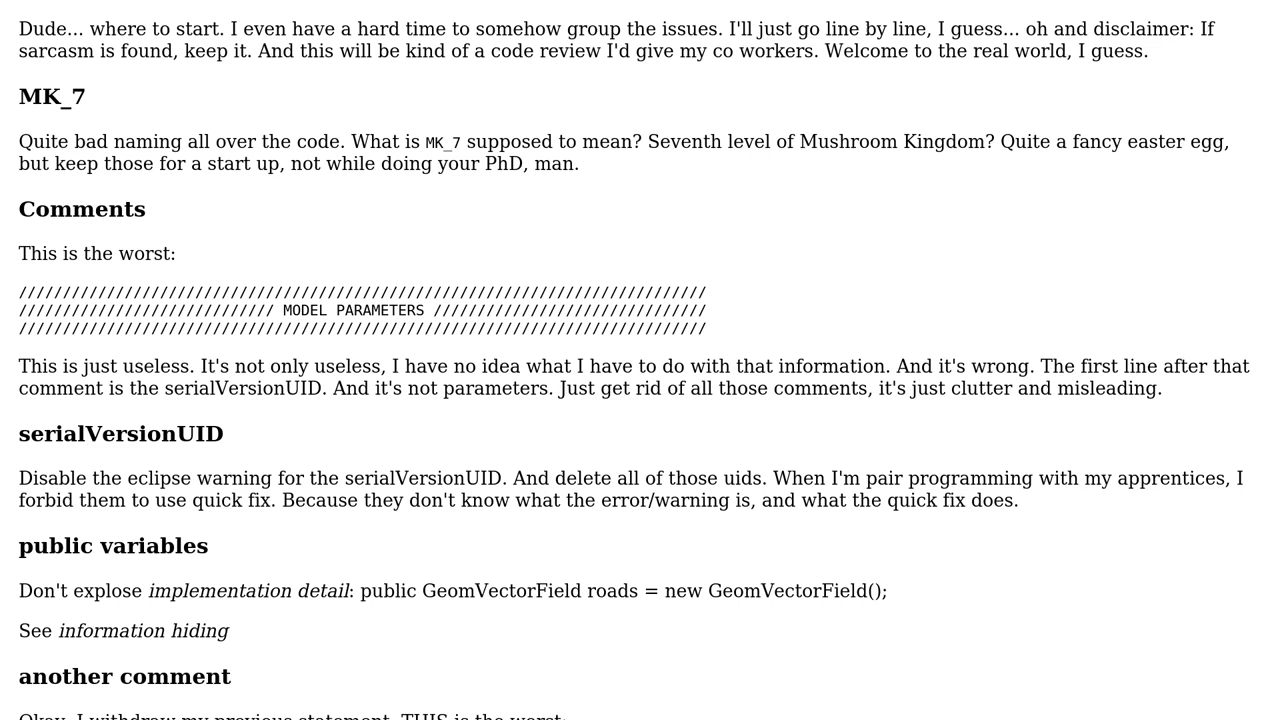 Dude... where to start. I even have a hard time to somehow group the issues. I'll just go line by line, I guess... oh and disclaimer: If
sarcasm is found, keep it. And this will be kind of a code review I'd give my co workers. Welcome to the real world, I guess.
MK_7
Quite bad naming all over the code. What is MK_7 supposed to mean? Seventh level of Mushroom Kingdom? Quite a fancy easter egg,
but keep those for a start up, not while doing your PhD, man.
Comments
This is the worst:
//////////////////////////////////////////////////////////////////////////////
///////////////////////////// MODEL PARAMETERS ///////////////////////////////
//////////////////////////////////////////////////////////////////////////////
This is just useless. It's not only useless, I have no idea what I have to do with that information. And it's wrong. The first line after that
comment is the serialVersionUID. And it's not parameters. Just get rid of all those comments, it's just clutter and misleading.
serialVersionUID
Disable the eclipse warning for the serialVersionUID. And delete all of those uids. When I'm pair programming with my apprentices, I
forbid them to use quick fix. Because they don't know what the error/warning is, and what the quick fix does.
public variables
Don't explose implementation detail: public GeomVectorField roads = new GeomVectorField();
See information hiding
another comment
Okay, I withdraw my previous statement. THIS is the worst: